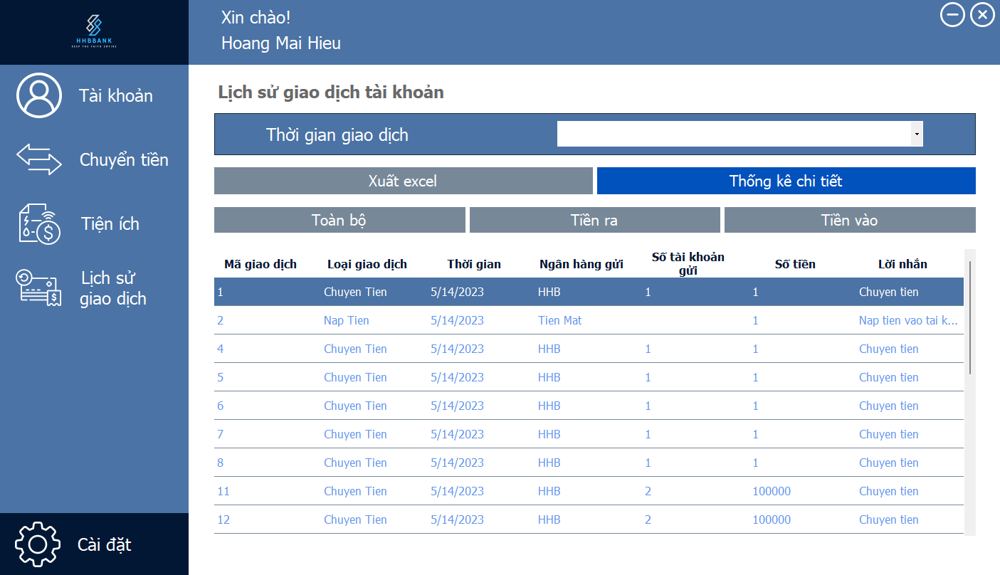 HHBBANK
KEEP THE FAITH ENTIRE
Xin chào!
Hoang Mai Hieu
Tài khoản
Chuyển tiền
Tiện ích
Lịch sử
giao dịch
Cài đặt
Lịch sử giao dịch tài khoản
Thời gian giao dịch
Xuất excel Thống kê chi tiết
Toàn bộ Tiền ra Tiền vào
Mã giao dịch Loại giao dịch Thời gian Ngân hàng gửi Số tài khoản gửi Số tiền Lời nhắn
1 Chuyen Tien 5/14/2023 HHB 1 1 Chuyen tien
2 Nap Tien 5/14/2023 Tien Mat 1 Nap tien vao tai k...
4 Chuyen Tien 5/14/2023 HHB 1 1 Chuyen tien
5 Chuyen Tien 5/14/2023 HHB 1 1 Chuyen tien
6 Chuyen Tien 5/14/2023 HHB 1 1 Chuyen tien
7 Chuyen Tien 5/14/2023 HHB 1 1 Chuyen tien
8 Chuyen Tien 5/14/2023 HHB 1 1 Chuyen tien
11 Chuyen Tien 5/14/2023 HHB 2 100000 Chuyen tien
12 Chuyen Tien 5/14/2023 HHB 2 100000 Chuyen tien